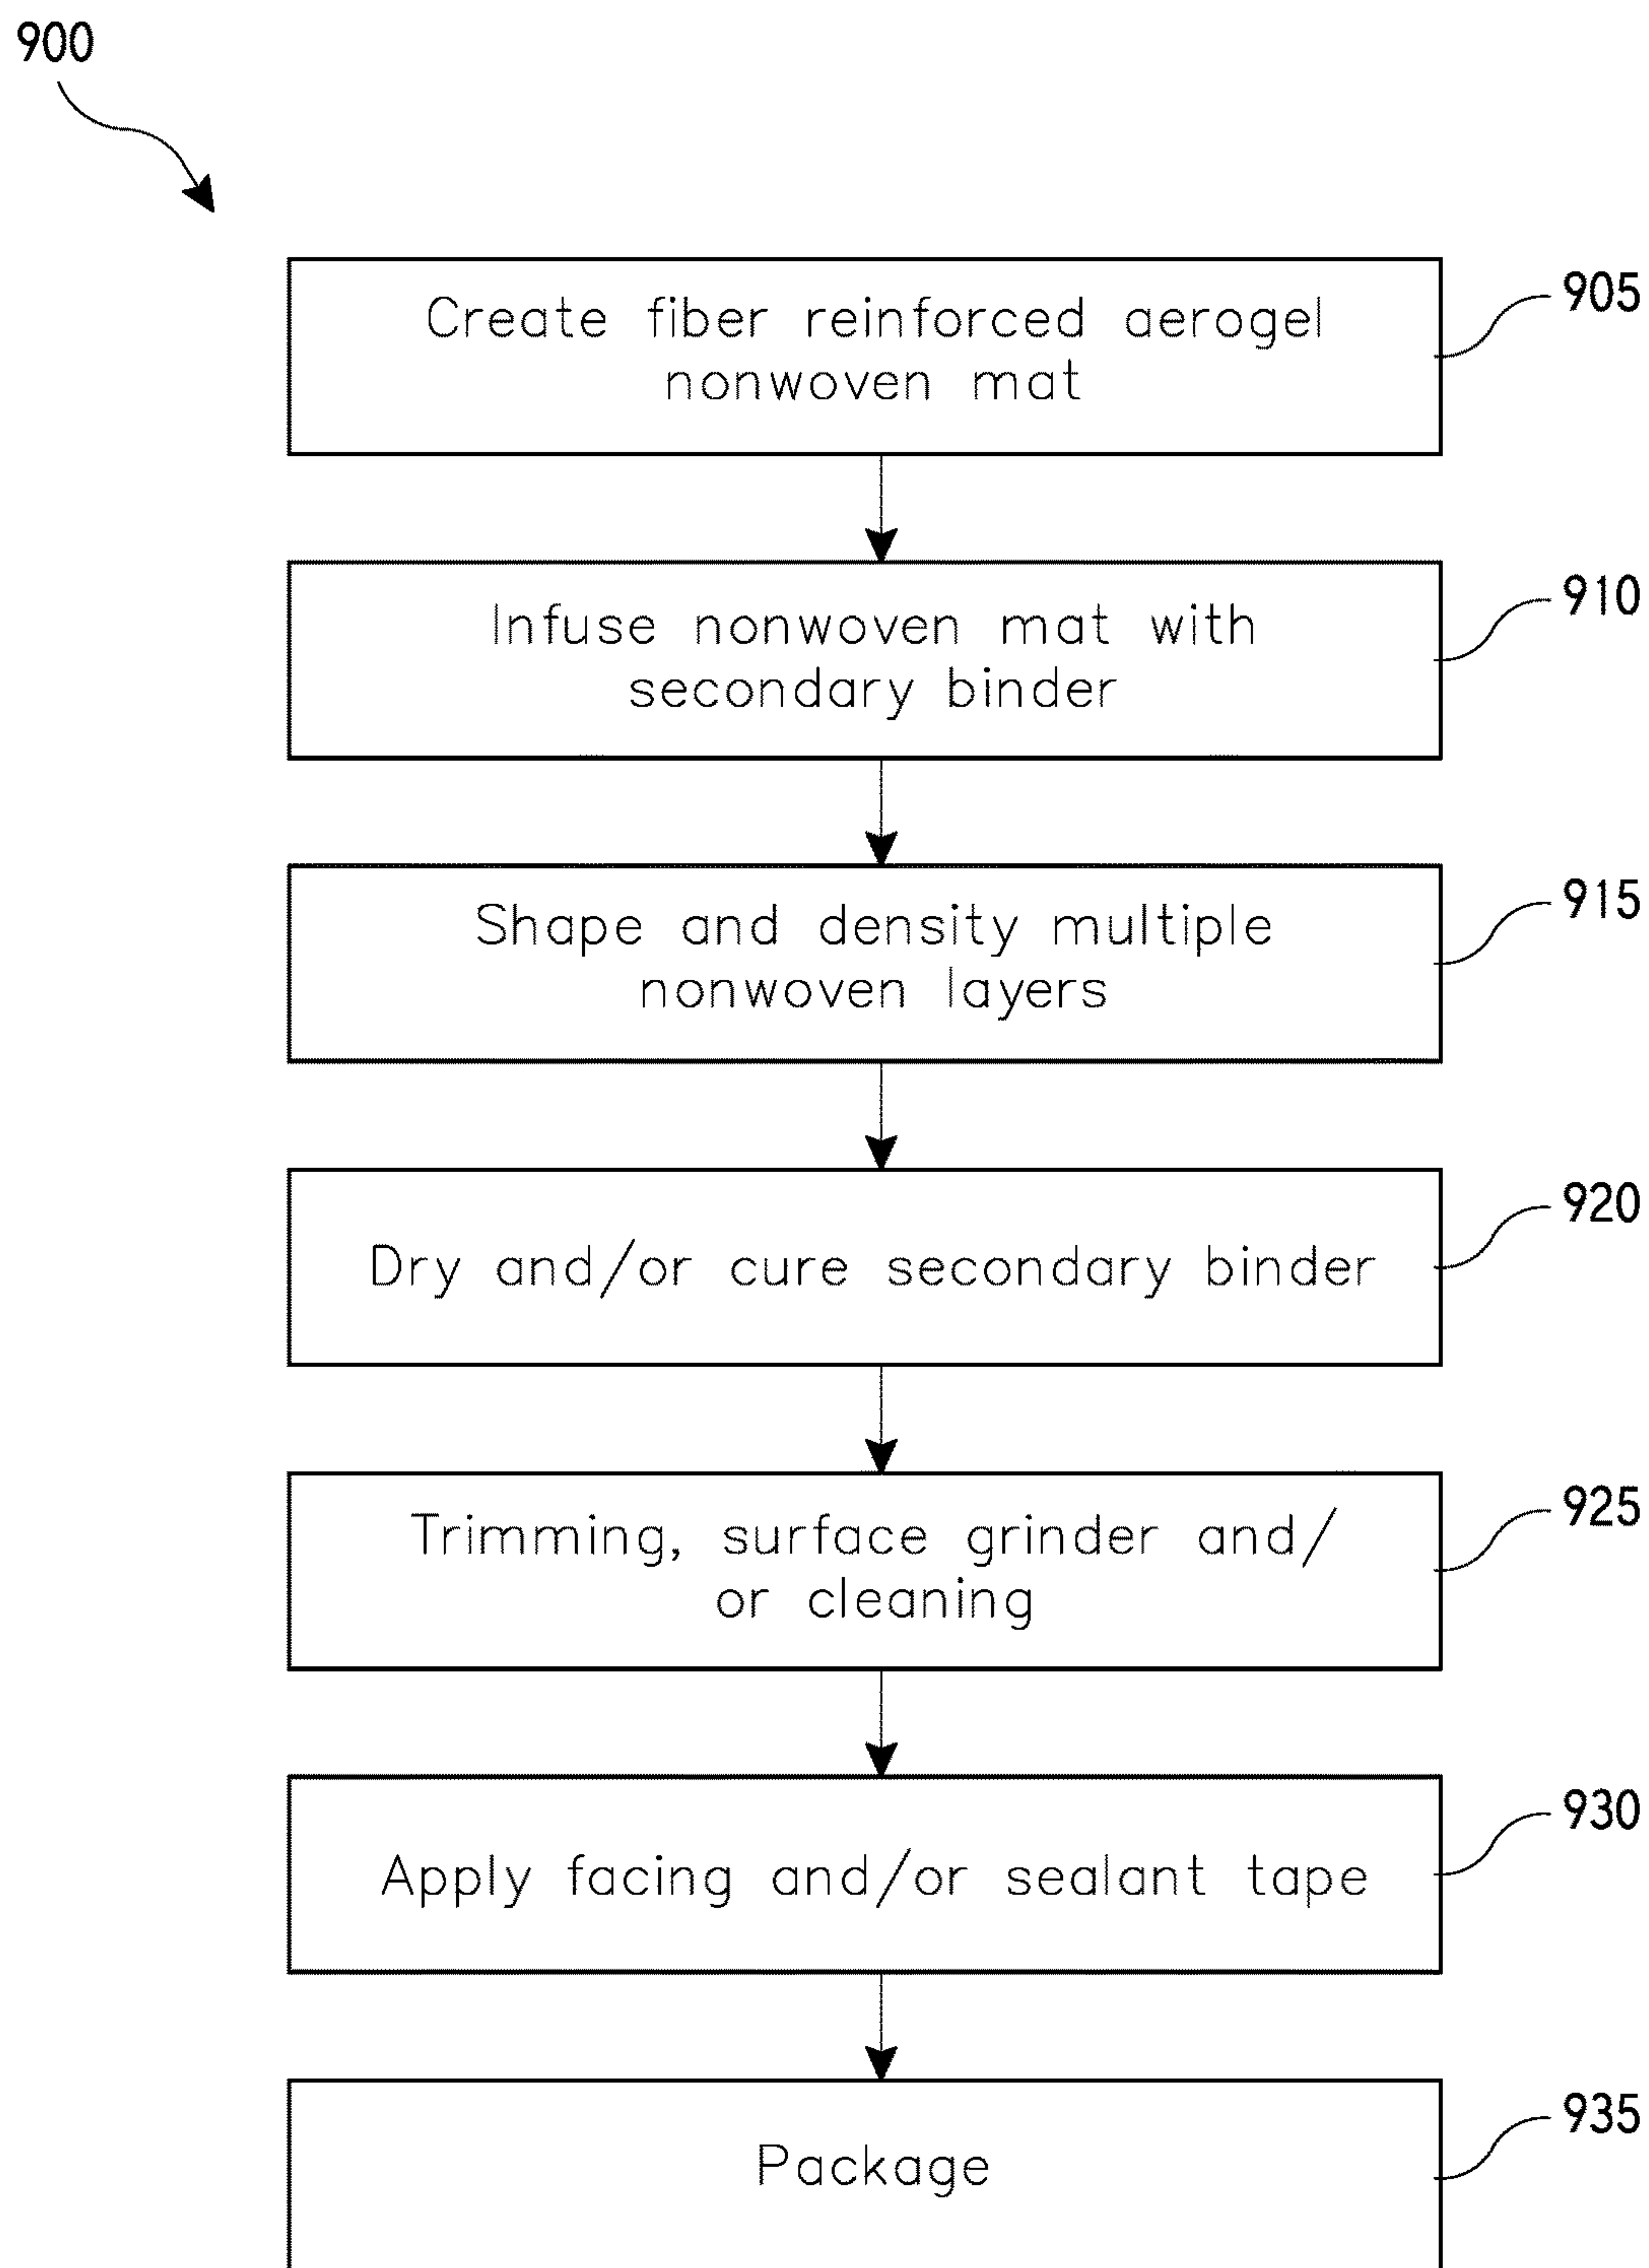 900
Create fiber reinforced aerogel
nonwoven mat
905
Infuse nonwoven mat with
secondary binder
910
Shape and density multiple
nonwoven layers
915
Dry and/or cure secondary binder
920
Trimming, surface grinder and/
or cleaning
925
Apply facing and/or sealant tape
930
Package
935